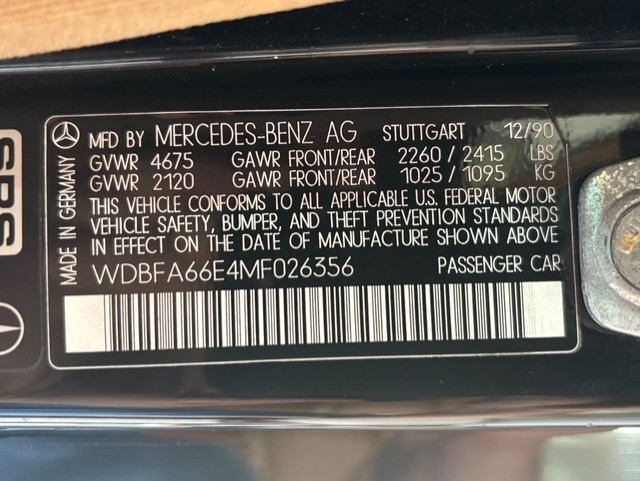 MFD BY MERCEDES-BENZ AG STUTTGART 12/90
GVWR 4675 GAWR FRONT/REAR 2260 / 2415 LBS
GVWR 2120 GAWR FRONT/REAR 1025 / 1095 KG
THIS VEHICLE CONFORMS TO ALL APPLICABLE U.S. FEDERAL MOTOR
VEHICLE SAFETY, BUMPER, AND THEFT PREVENTION STANDARDS
IN EFFECT ON THE DATE OF MANUFACTURE SHOWN ABOVE
WDBFA66E4MF026356 PASSENGER CAR
MADE IN GERMANY
SRS